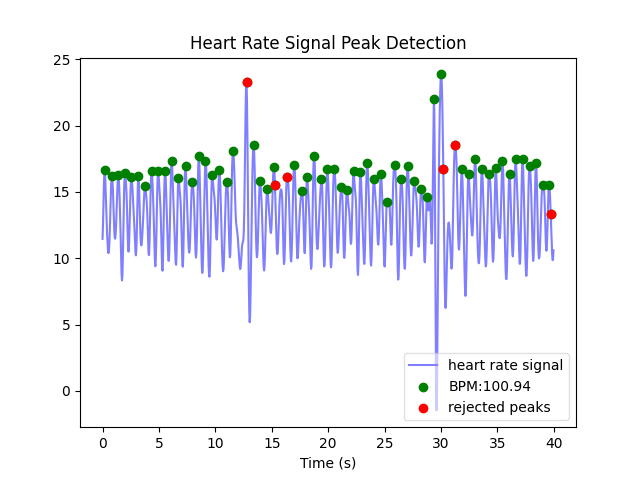 Heart Rate Signal Peak Detection
25
20
15
10
5
0
heart rate signal
BPM:100.94
rejected peaks
0 5 10 15 20 25 30 35 40
Time (s)